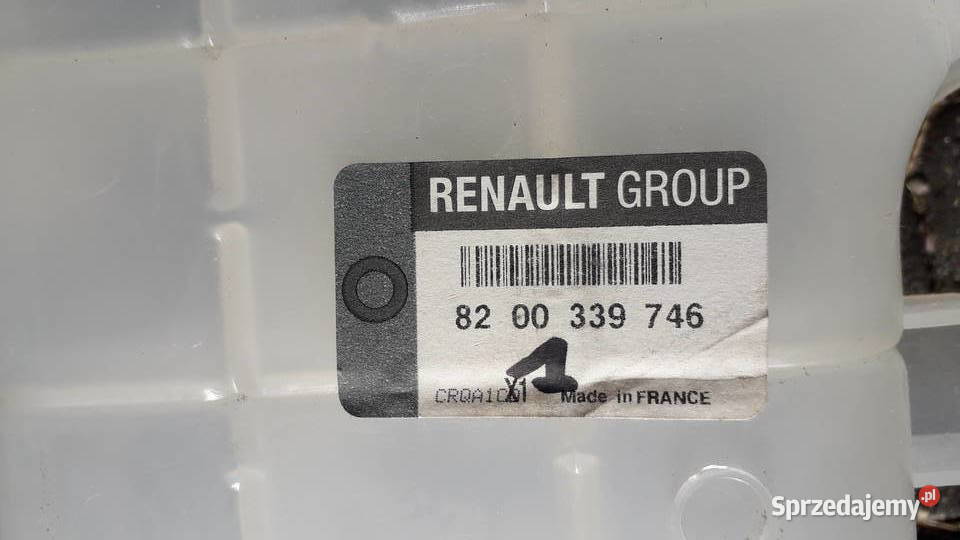 RENAULT GROUP
82 00 339 746
1
X1
Made in FRANCE
Sprzedajemy.pl